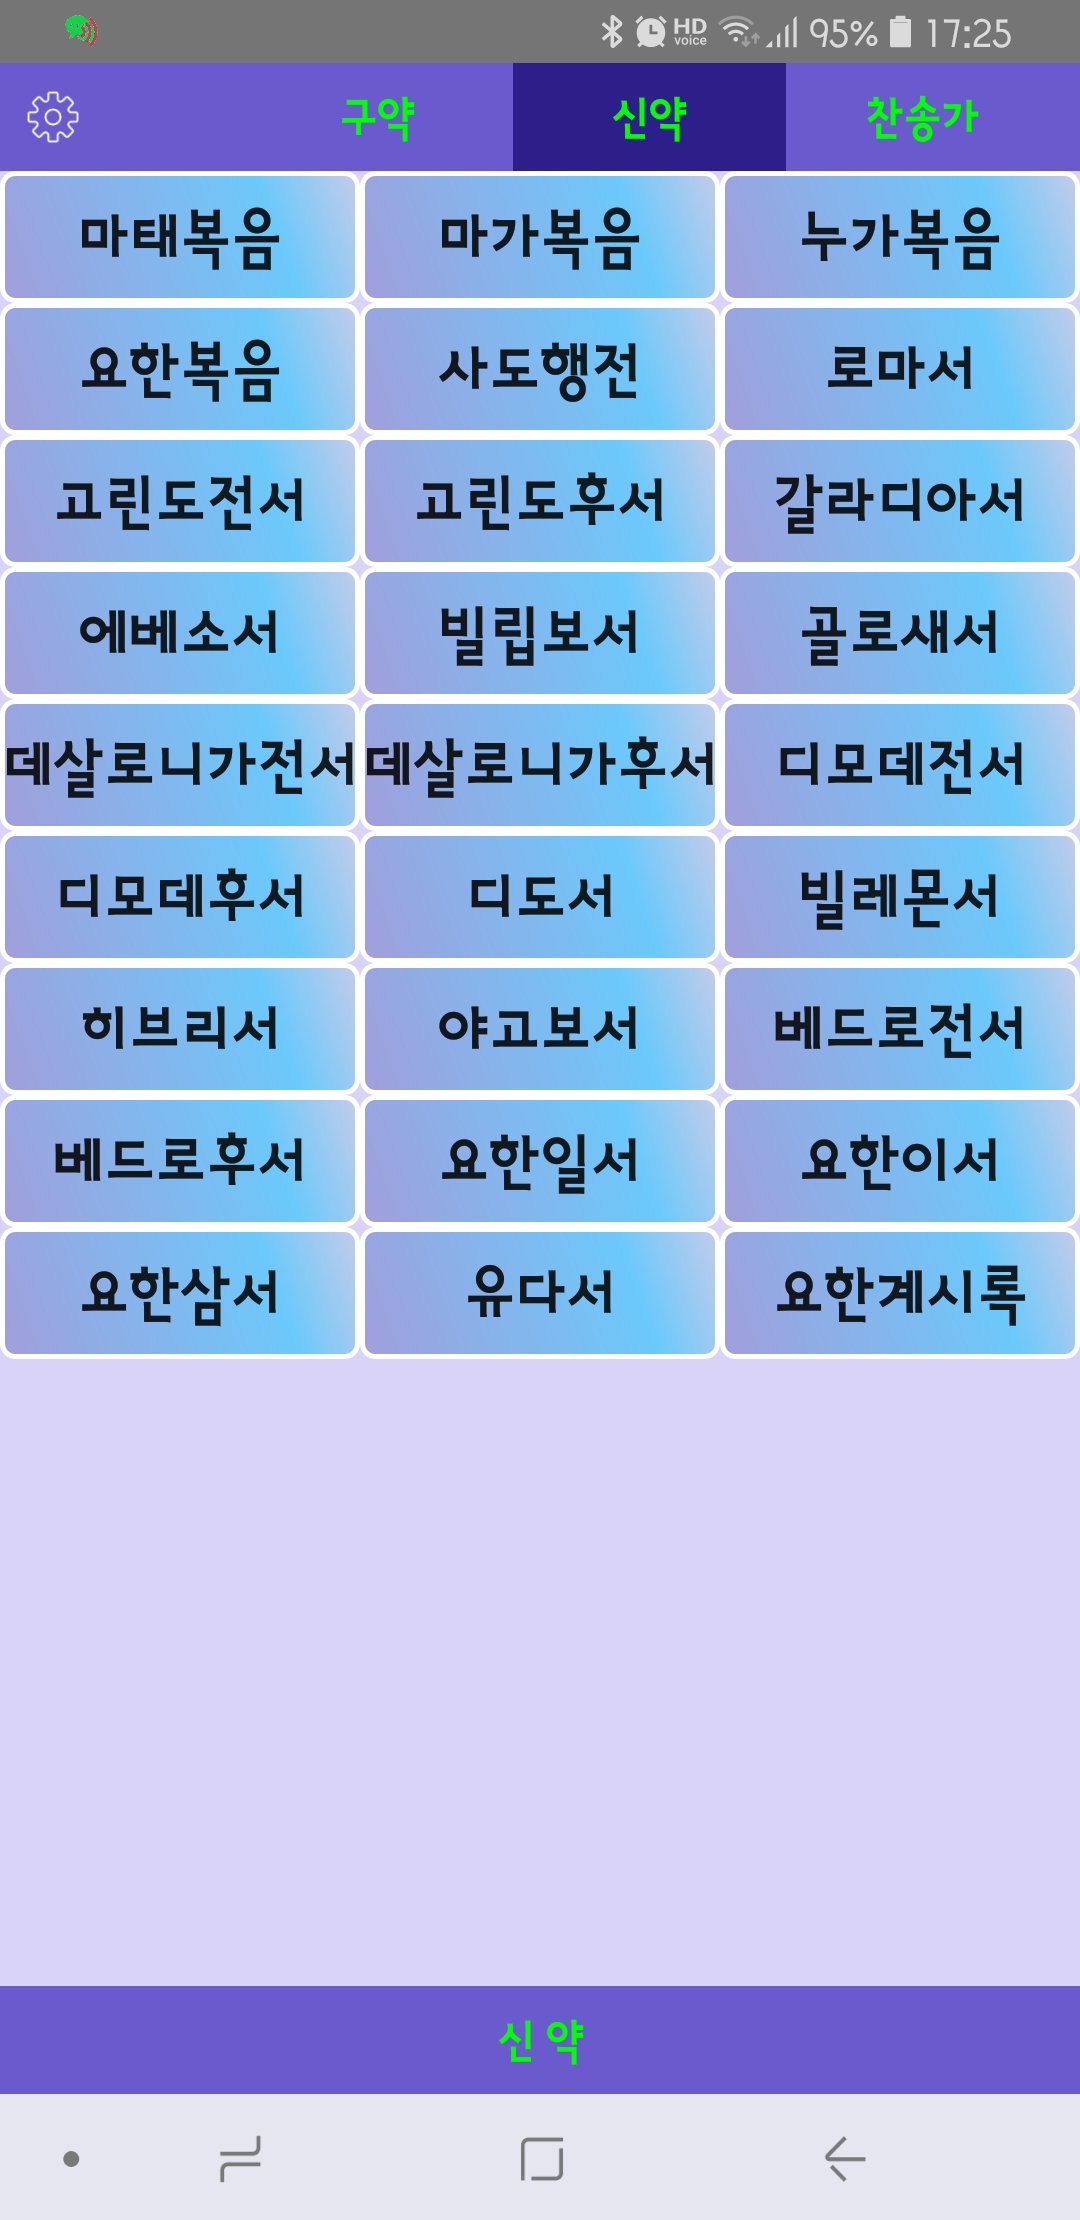 HD voice 95% 17:25
구약 신약 찬송가
마태복음 마가복음 누가복음
요한복음 사도행전 로마서
고린도전서 고린도후서 갈라디아서
에베소서 빌립보서 골로새서
데살로니가전서 데살로니가후서 디모데전서
디모데후서 디도서 빌레몬서
히브리서 야고보서 베드로전서
베드로후서 요한일서 요한이서
요한삼서 유다서 요한계시록
신 약